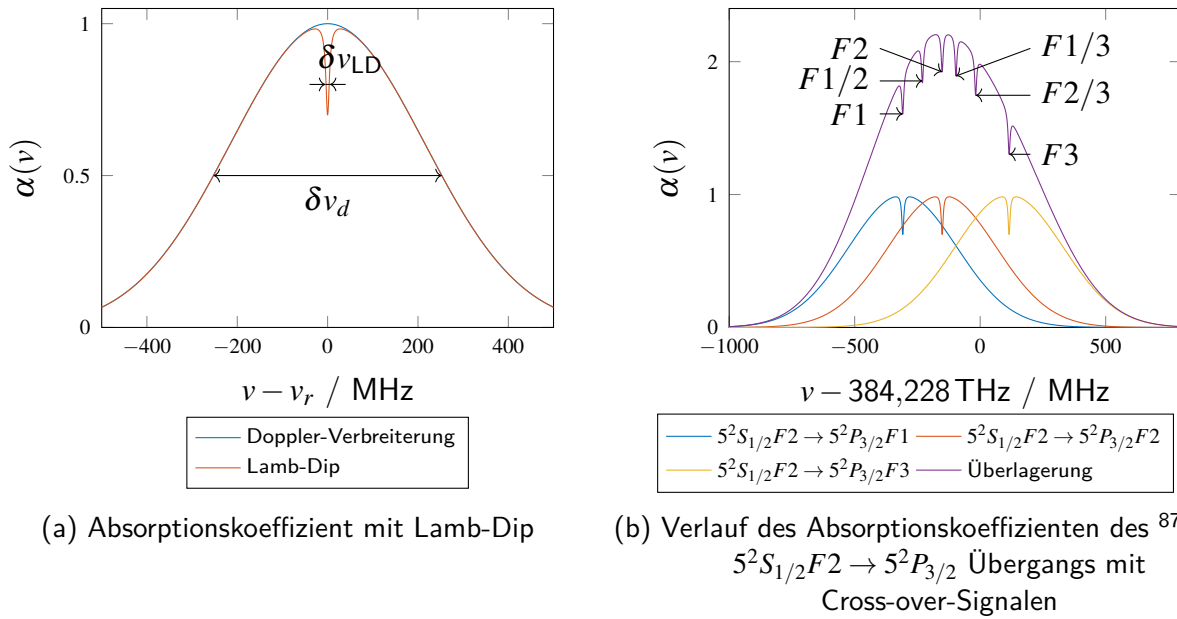 1
0.5
0
α(ν)
δν_LD
δν_d
−400 −200 0 200 400
ν − ν_r / MHz
Doppler-Verbreiterung
Lamb-Dip
(a) Absorptionskoeffizient mit Lamb-Dip
2
1
0
α(ν)
F2
F1/2
F1
F1/3
F2/3
F3
−1000 −500 0 500
ν − 384,228 THz / MHz
5²S₁/₂F2 → 5²P₃/₂F1 5²S₁/₂F2 → 5²P₃/₂F2
5²S₁/₂F2 → 5²P₃/₂F3 Überlagerung
(b) Verlauf des Absorptionskoeffizienten des ⁸⁷
5²S₁/₂F2 → 5²P₃/₂ Übergangs mit
Cross-over-Signalen